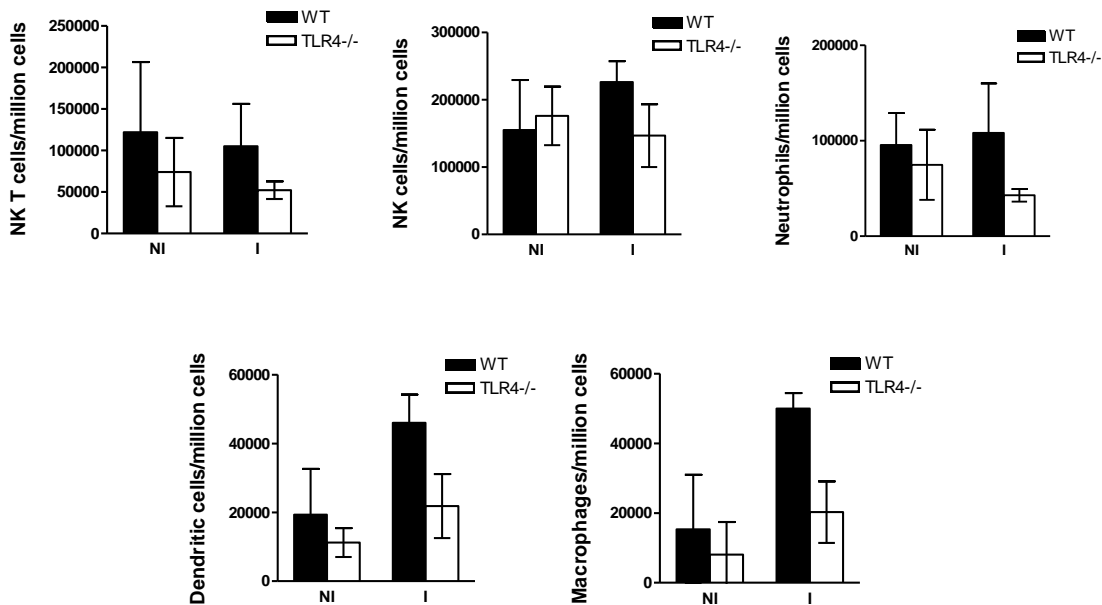 NK T cells/million cells
250000
200000
150000
100000
50000
0
NI
I
WT
TLR4-/-
NK cells/million cells
300000
200000
100000
0
NI
I
WT
TLR4-/-
Neutrophils/million cells
200000
100000
0
NI
I
WT
TLR4-/-
Dendritic cells/million cells
60000
40000
20000
0
NI
I
WT
TLR4-/-
Macrophages/million cells
60000
40000
20000
0
NI
I
WT
TLR4-/-